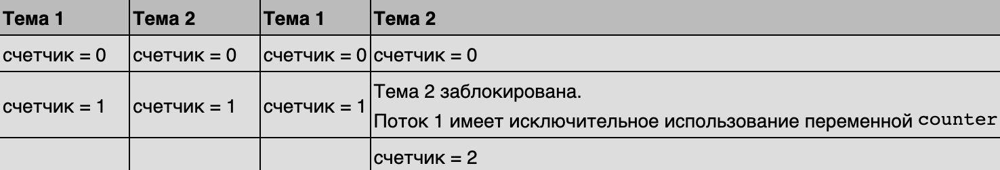 Тема 1 Тема 2 Тема 1 Тема 2
счетчик = 0 счетчик = 0 счетчик = 0 счетчик = 0
счетчик = 1 счетчик = 1 счетчик = 1 Тема 2 заблокирована.
Поток 1 имеет исключительное использование переменной counter
счетчик = 2